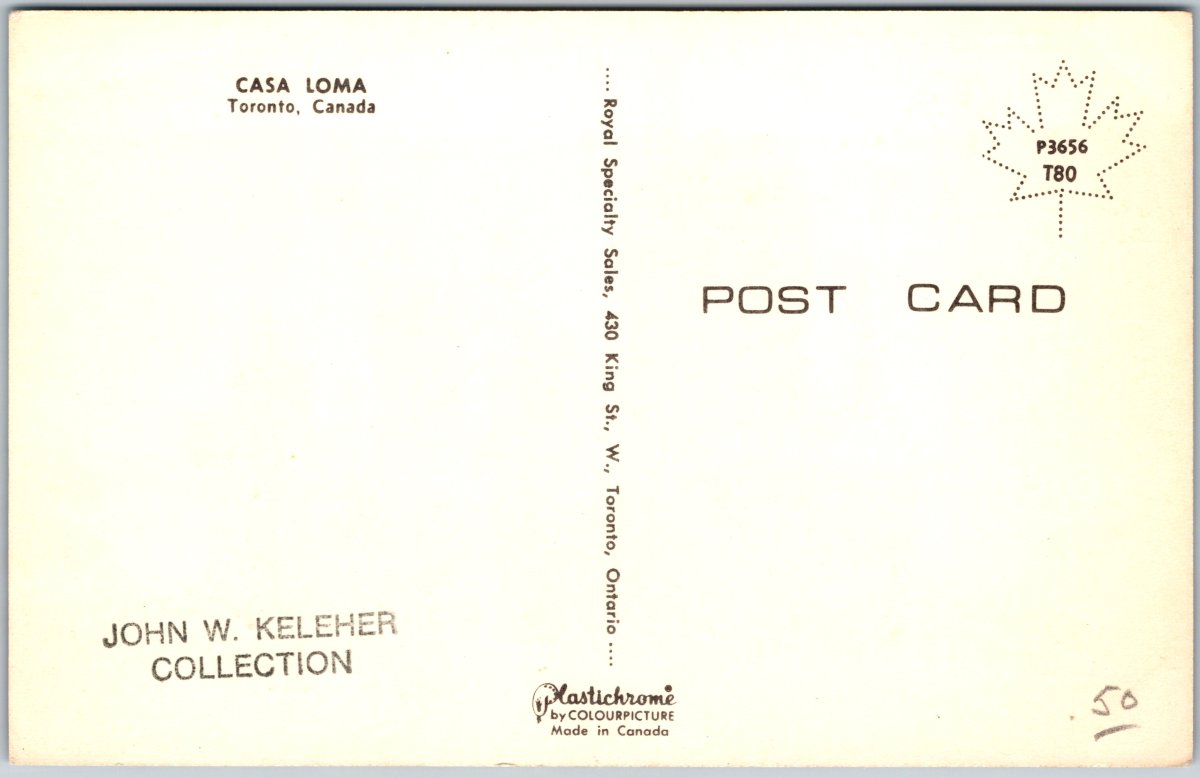 CASA LOMA
Toronto, Canada
.... Royal Specialty Sales, 430 King St., W., Toronto, Ontario ....
P3656
T80
POST CARD
JOHN W. KELEHER
COLLECTION
Plastichrome®
by COLOURPICTURE
Made in Canada
.50